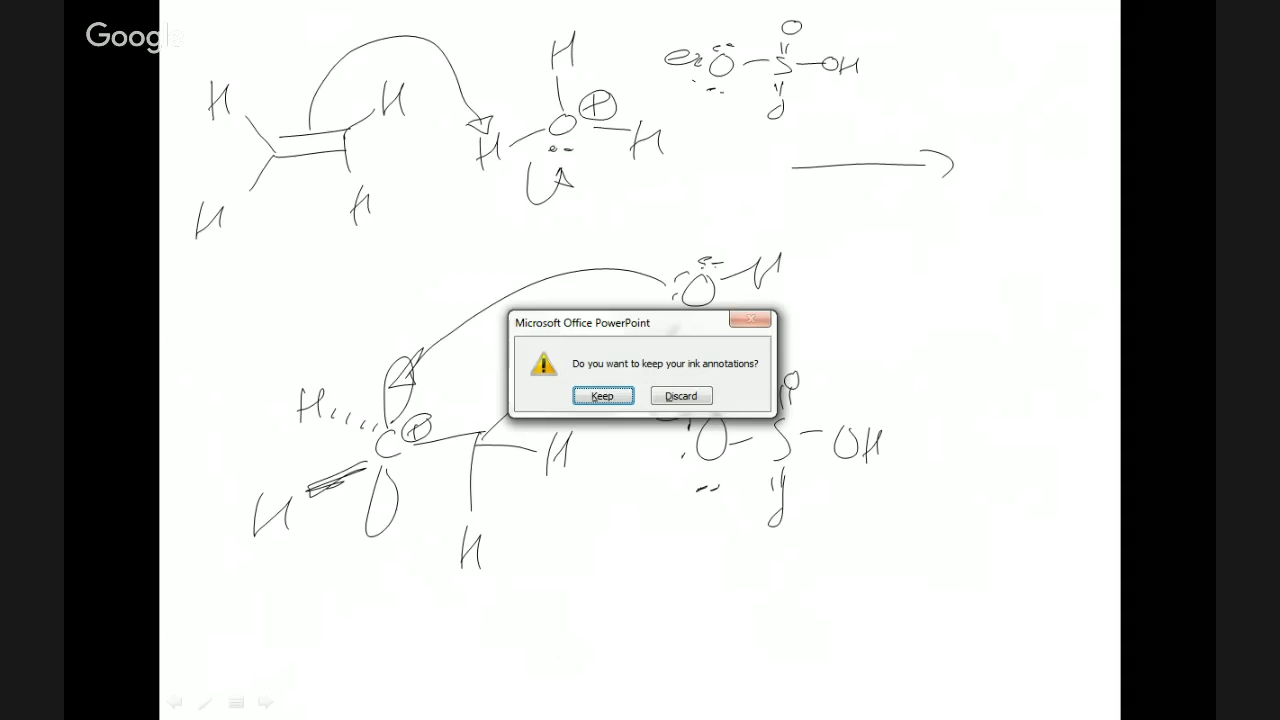 Google
H
H
O
H
⊕
⊖ :O — S — OH
O
H
O
H
H
H
H
:O — H
Microsoft Office PowerPoint
Do you want to keep your ink annotations?
Keep
Discard
O
H
C
⊕
H
:O — S — OH
H
O
H